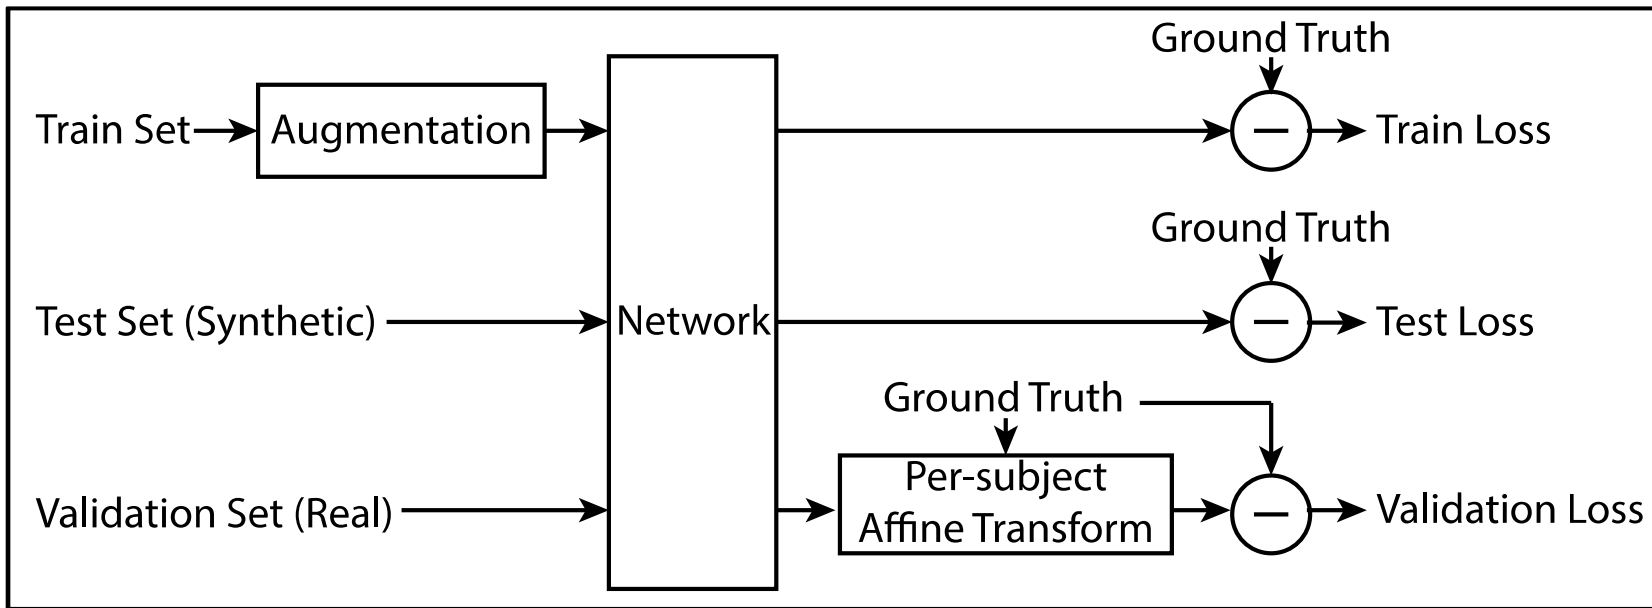 Ground Truth
Train Set
Augmentation
Train Loss
Ground Truth
Test Set (Synthetic)
Network
Test Loss
Ground Truth
Per-subject
Affine Transform
Validation Set (Real)
Validation Loss